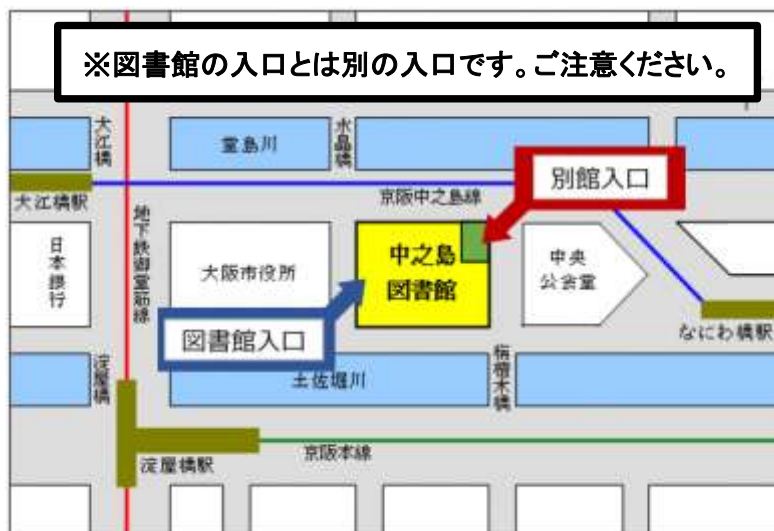 ※図書館の入口とは別の入口です。ご注意ください。
大江橋
堂島川
水晶橋
別館入口
京阪中之島線
大江橋駅
地下鉄御堂筋線
日本銀行
大阪市役所
中之島
図書館
中央
公会堂
図書館入口
なにわ橋駅
淀屋橋
土佐堀川
栴檀木橋
京阪本線
淀屋橋駅